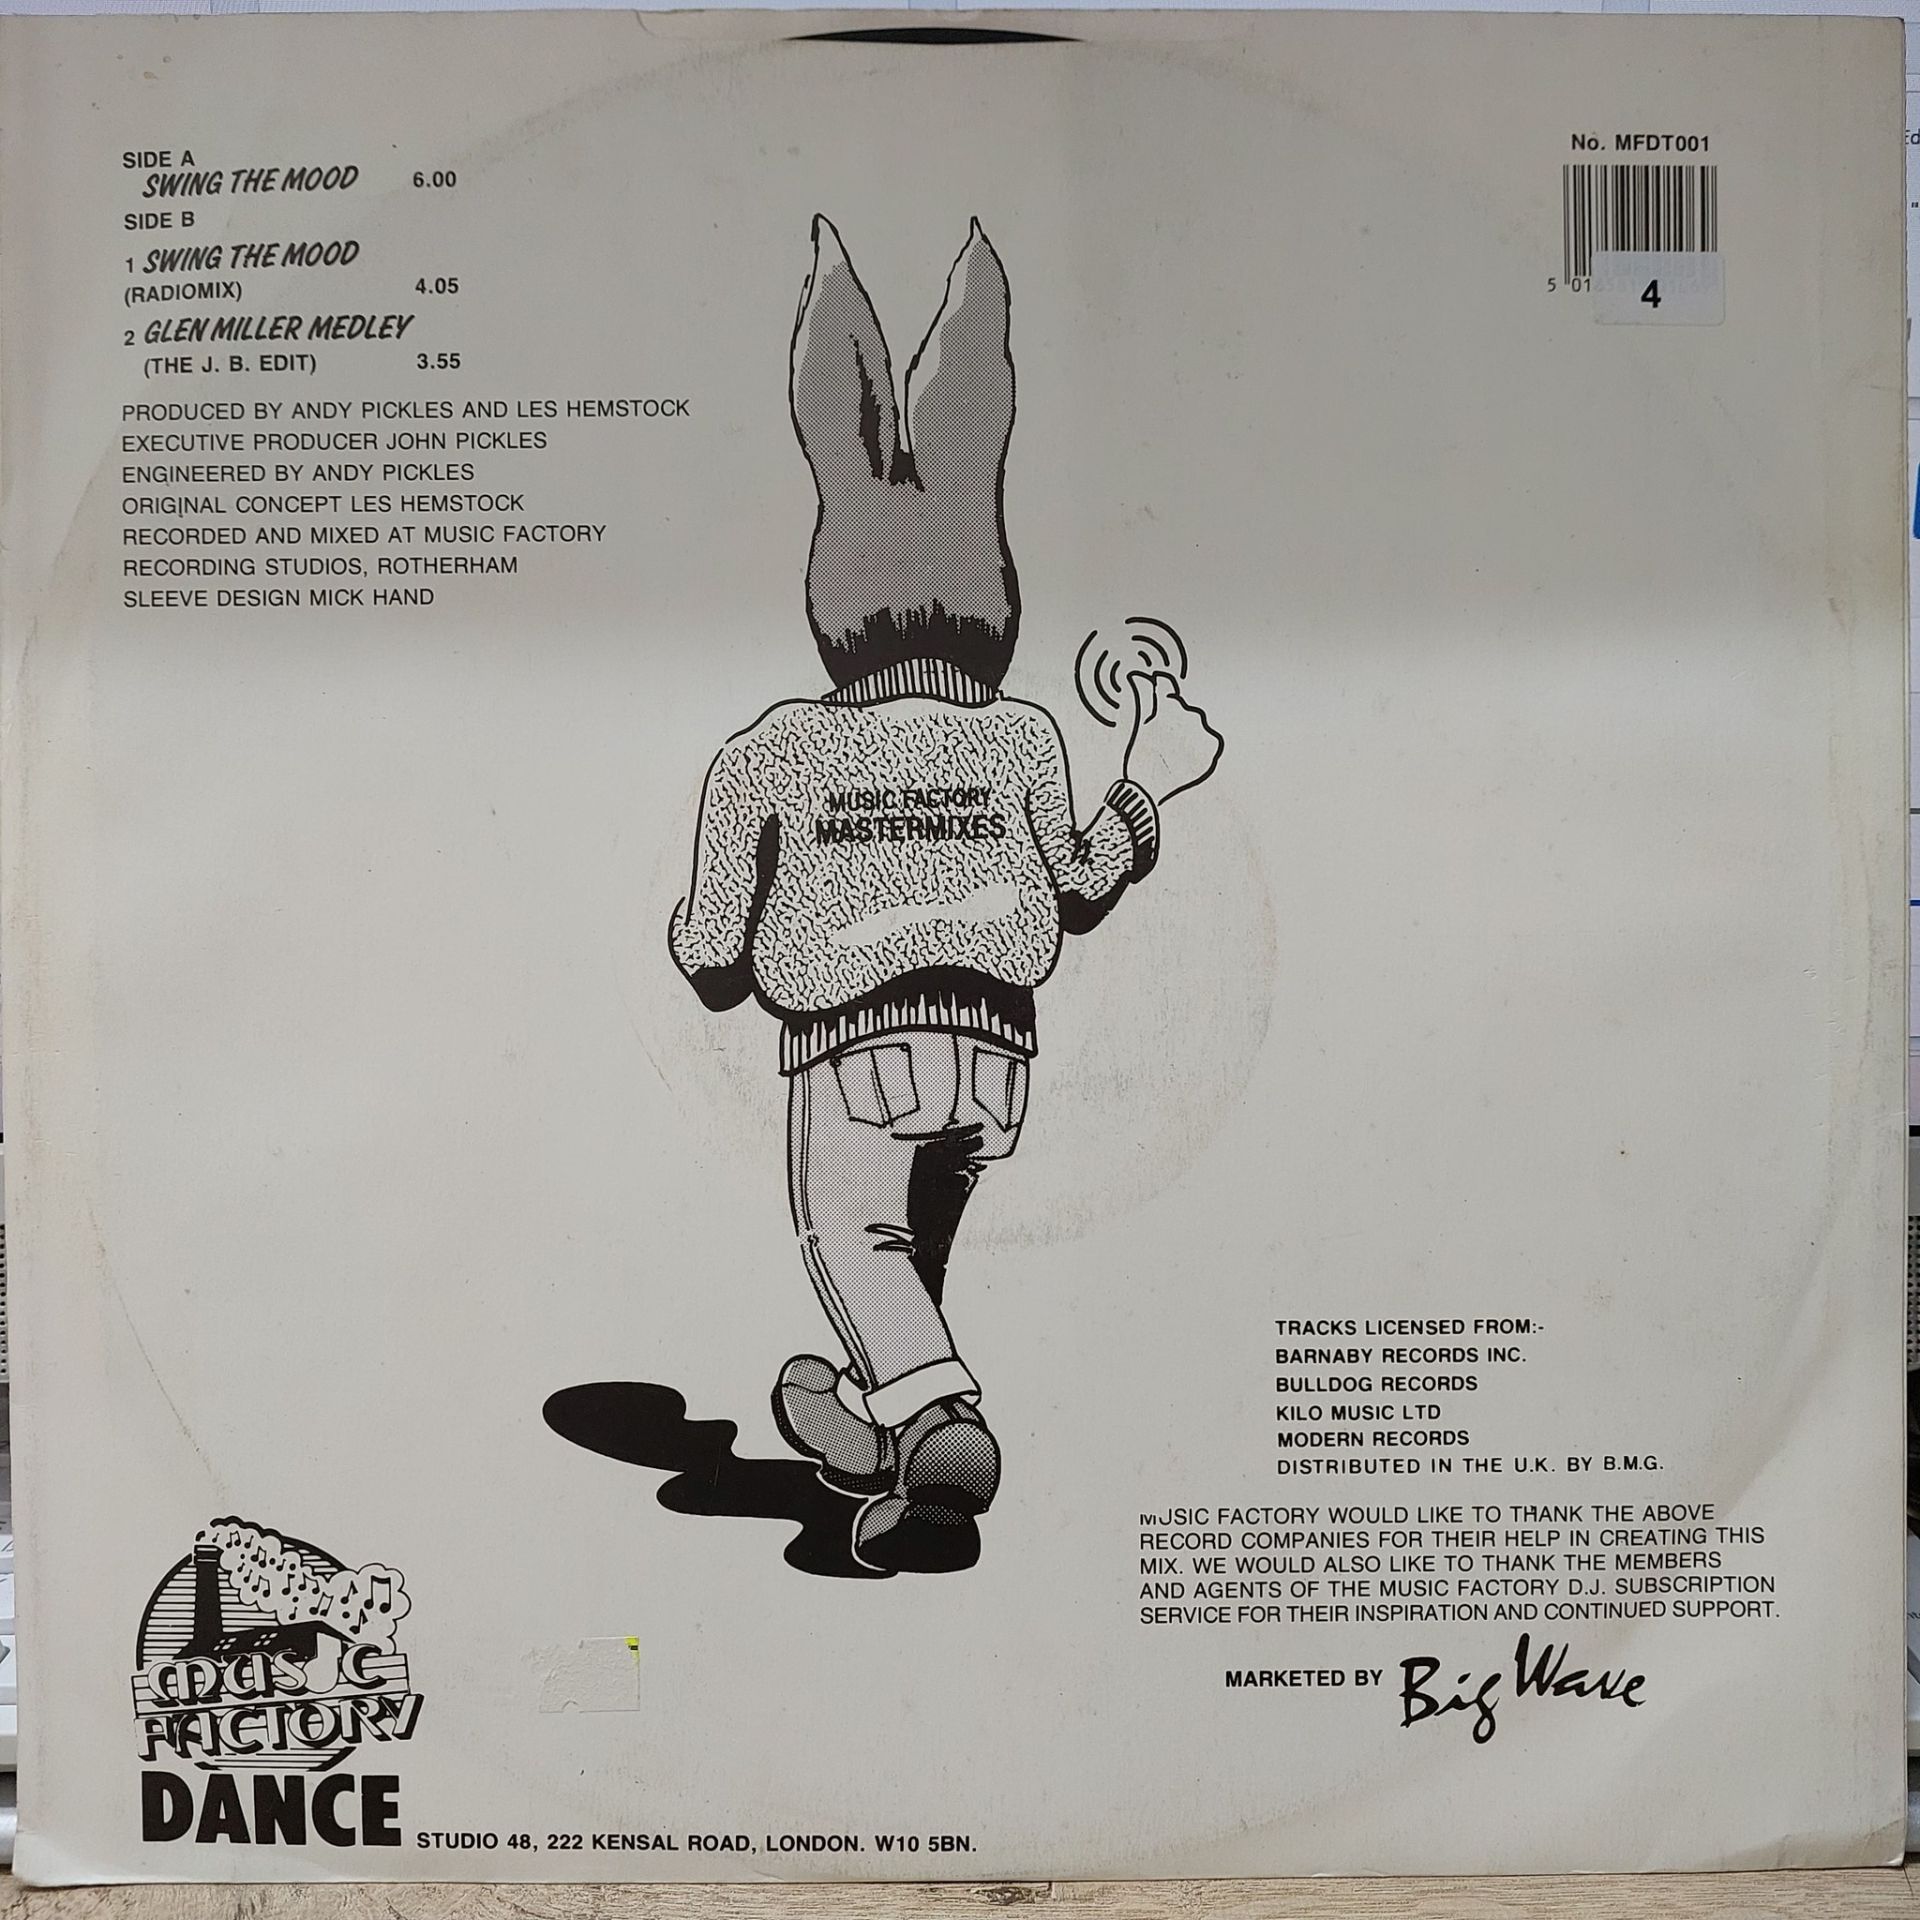 SIDE A
SWING THE MOOD 6.00
SIDE B
1 SWING THE MOOD
(RADIOMIX) 4.05
2 GLEN MILLER MEDLEY
(THE J. B. EDIT) 3.55
PRODUCED BY ANDY PICKLES AND LES HEMSTOCK
EXECUTIVE PRODUCER JOHN PICKLES
ENGINEERED BY ANDY PICKLES
ORIGINAL CONCEPT LES HEMSTOCK
RECORDED AND MIXED AT MUSIC FACTORY
RECORDING STUDIOS, ROTHERHAM
SLEEVE DESIGN MICK HAND
No. MFDT001
5 01
4
MUSIC FACTORY
MASTERMIXES
TRACKS LICENSED FROM:-
BARNABY RECORDS INC.
BULLDOG RECORDS
KILO MUSIC LTD
MODERN RECORDS
DISTRIBUTED IN THE U.K. BY B.M.G.
MUSIC FACTORY WOULD LIKE TO THANK THE ABOVE
RECORD COMPANIES FOR THEIR HELP IN CREATING THIS
MIX. WE WOULD ALSO LIKE TO THANK THE MEMBERS
AND AGENTS OF THE MUSIC FACTORY D.J. SUBSCRIPTION
SERVICE FOR THEIR INSPIRATION AND CONTINUED SUPPORT.
MARKETED BY Big Wave
MUSIC
FACTORY
DANCE
STUDIO 48, 222 KENSAL ROAD, LONDON. W10 5BN.